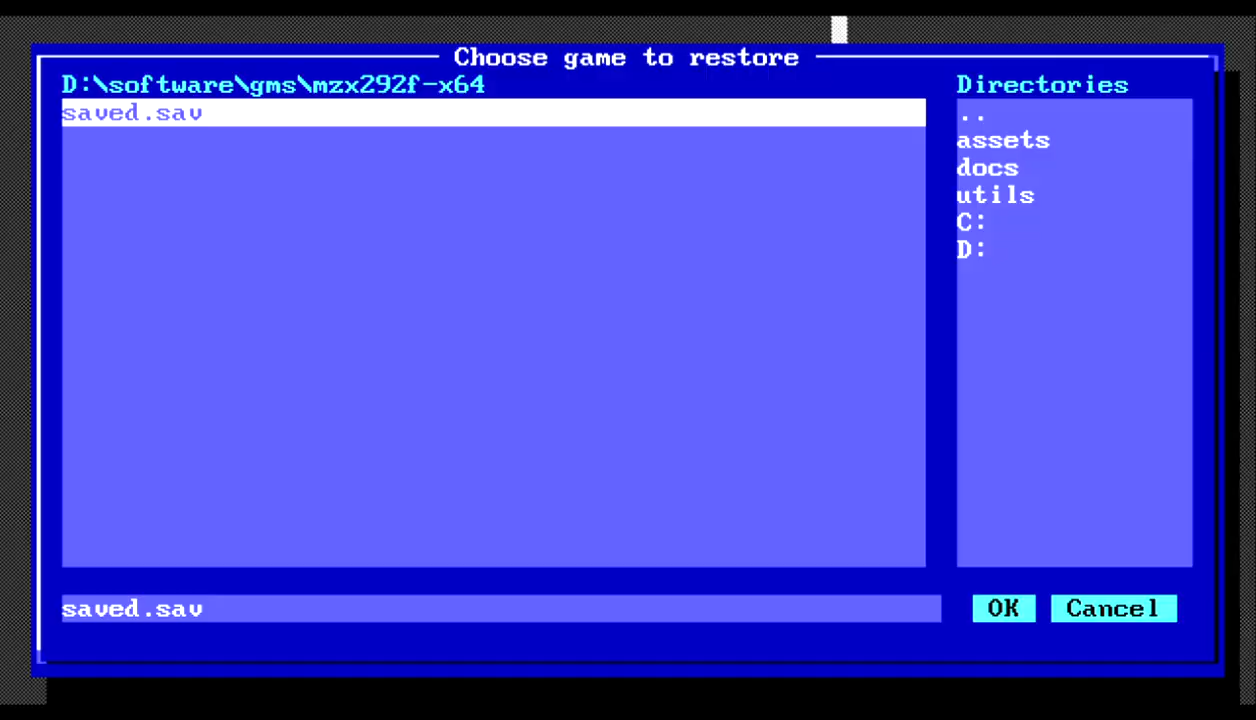 Choose game to restore
D:\software\gms\mzx292f-x64
Directories
saved.sav
..
assets
docs
utils
C:
D:
saved.sav
OK
Cancel